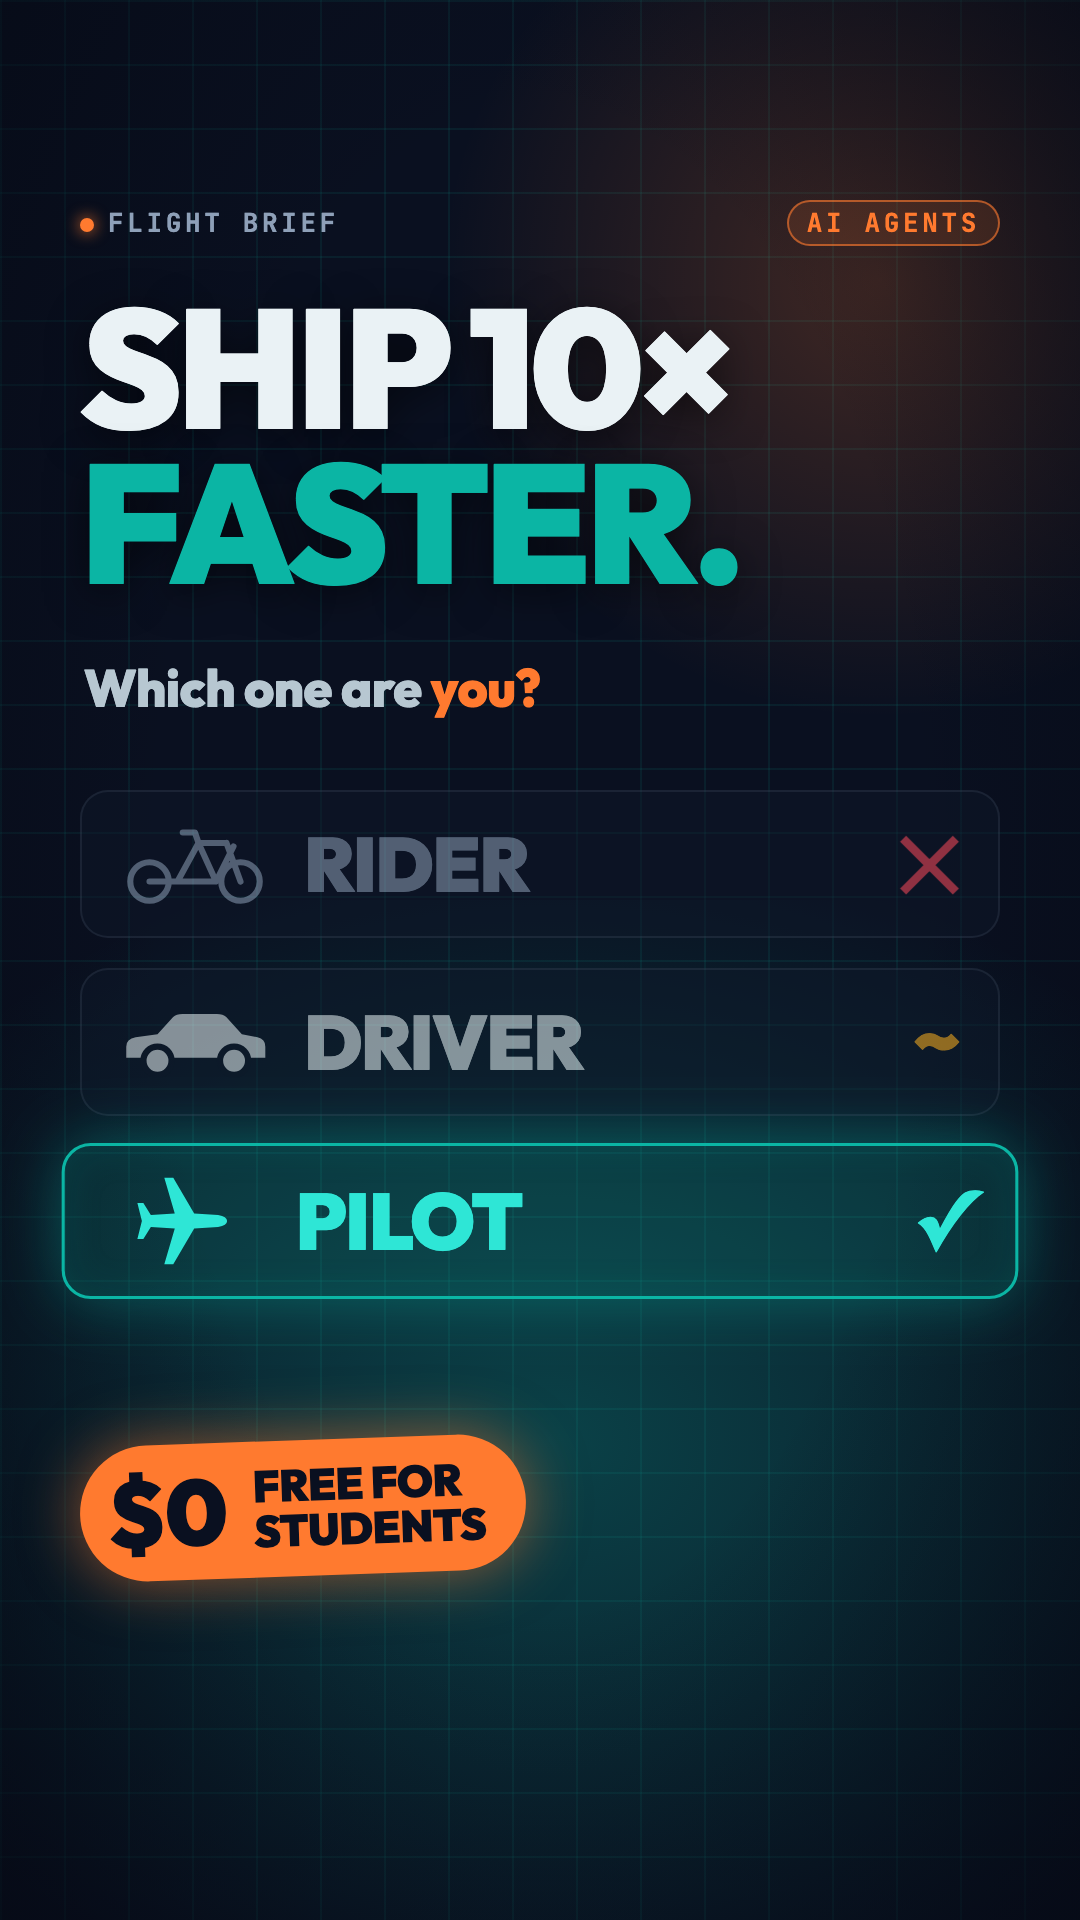 FLIGHT BRIEF
AI AGENTS
SHIP 10×
FASTER.
Which one are you?
RIDER
DRIVER
~
PILOT
$0 FREE FOR
STUDENTS